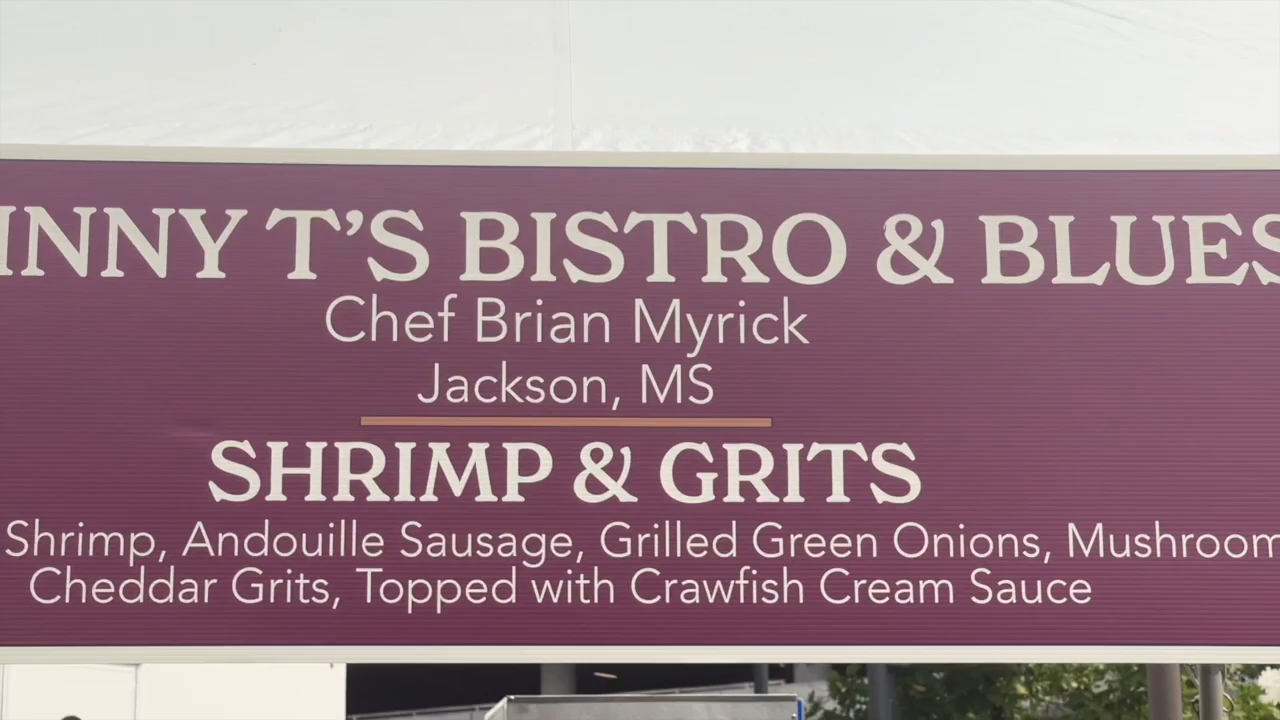 INNY T'S BISTRO & BLUES
Chef Brian Myrick
Jackson, MS
SHRIMP & GRITS
Shrimp, Andouille Sausage, Grilled Green Onions, Mushroom
Cheddar Grits, Topped with Crawfish Cream Sauce